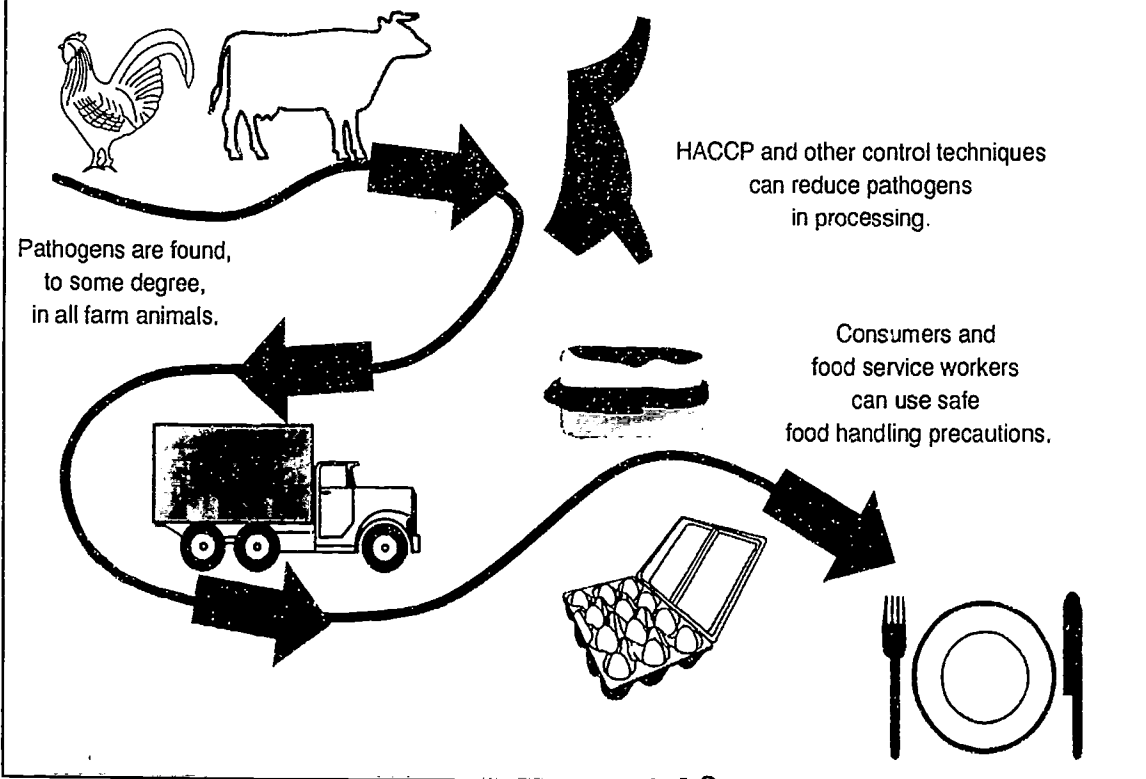 HACCP and other control techniques
can reduce pathogens
in processing.
Pathogens are found,
to some degree,
in all farm animals.
Consumers and
food service workers
can use safe
food handling precautions.